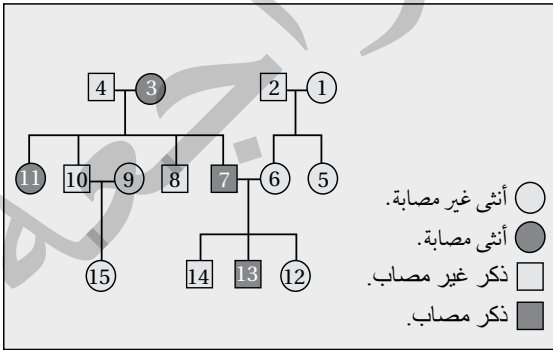 4 3 2 1
11 10 9 8 7 6 5
15 14 13 12
أنثى غير مصابة.
أنثى مصابة.
ذكر غير مصاب.
ذكر مصاب.